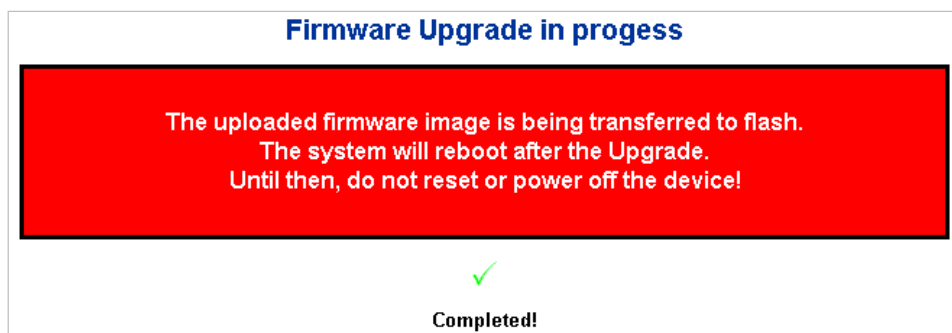 Firmware Upgrade in progess
The uploaded firmware image is being transferred to flash.
The system will reboot after the Upgrade.
Until then, do not reset or power off the device!
Completed!